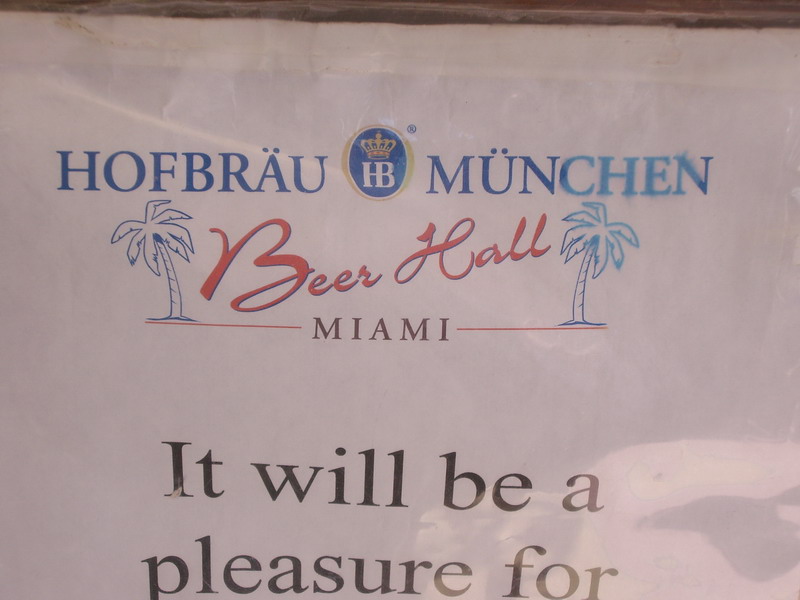 HOFBRÄU HB ® MÜNCHEN
Beer Hall
MIAMI
It will be a
pleasure for